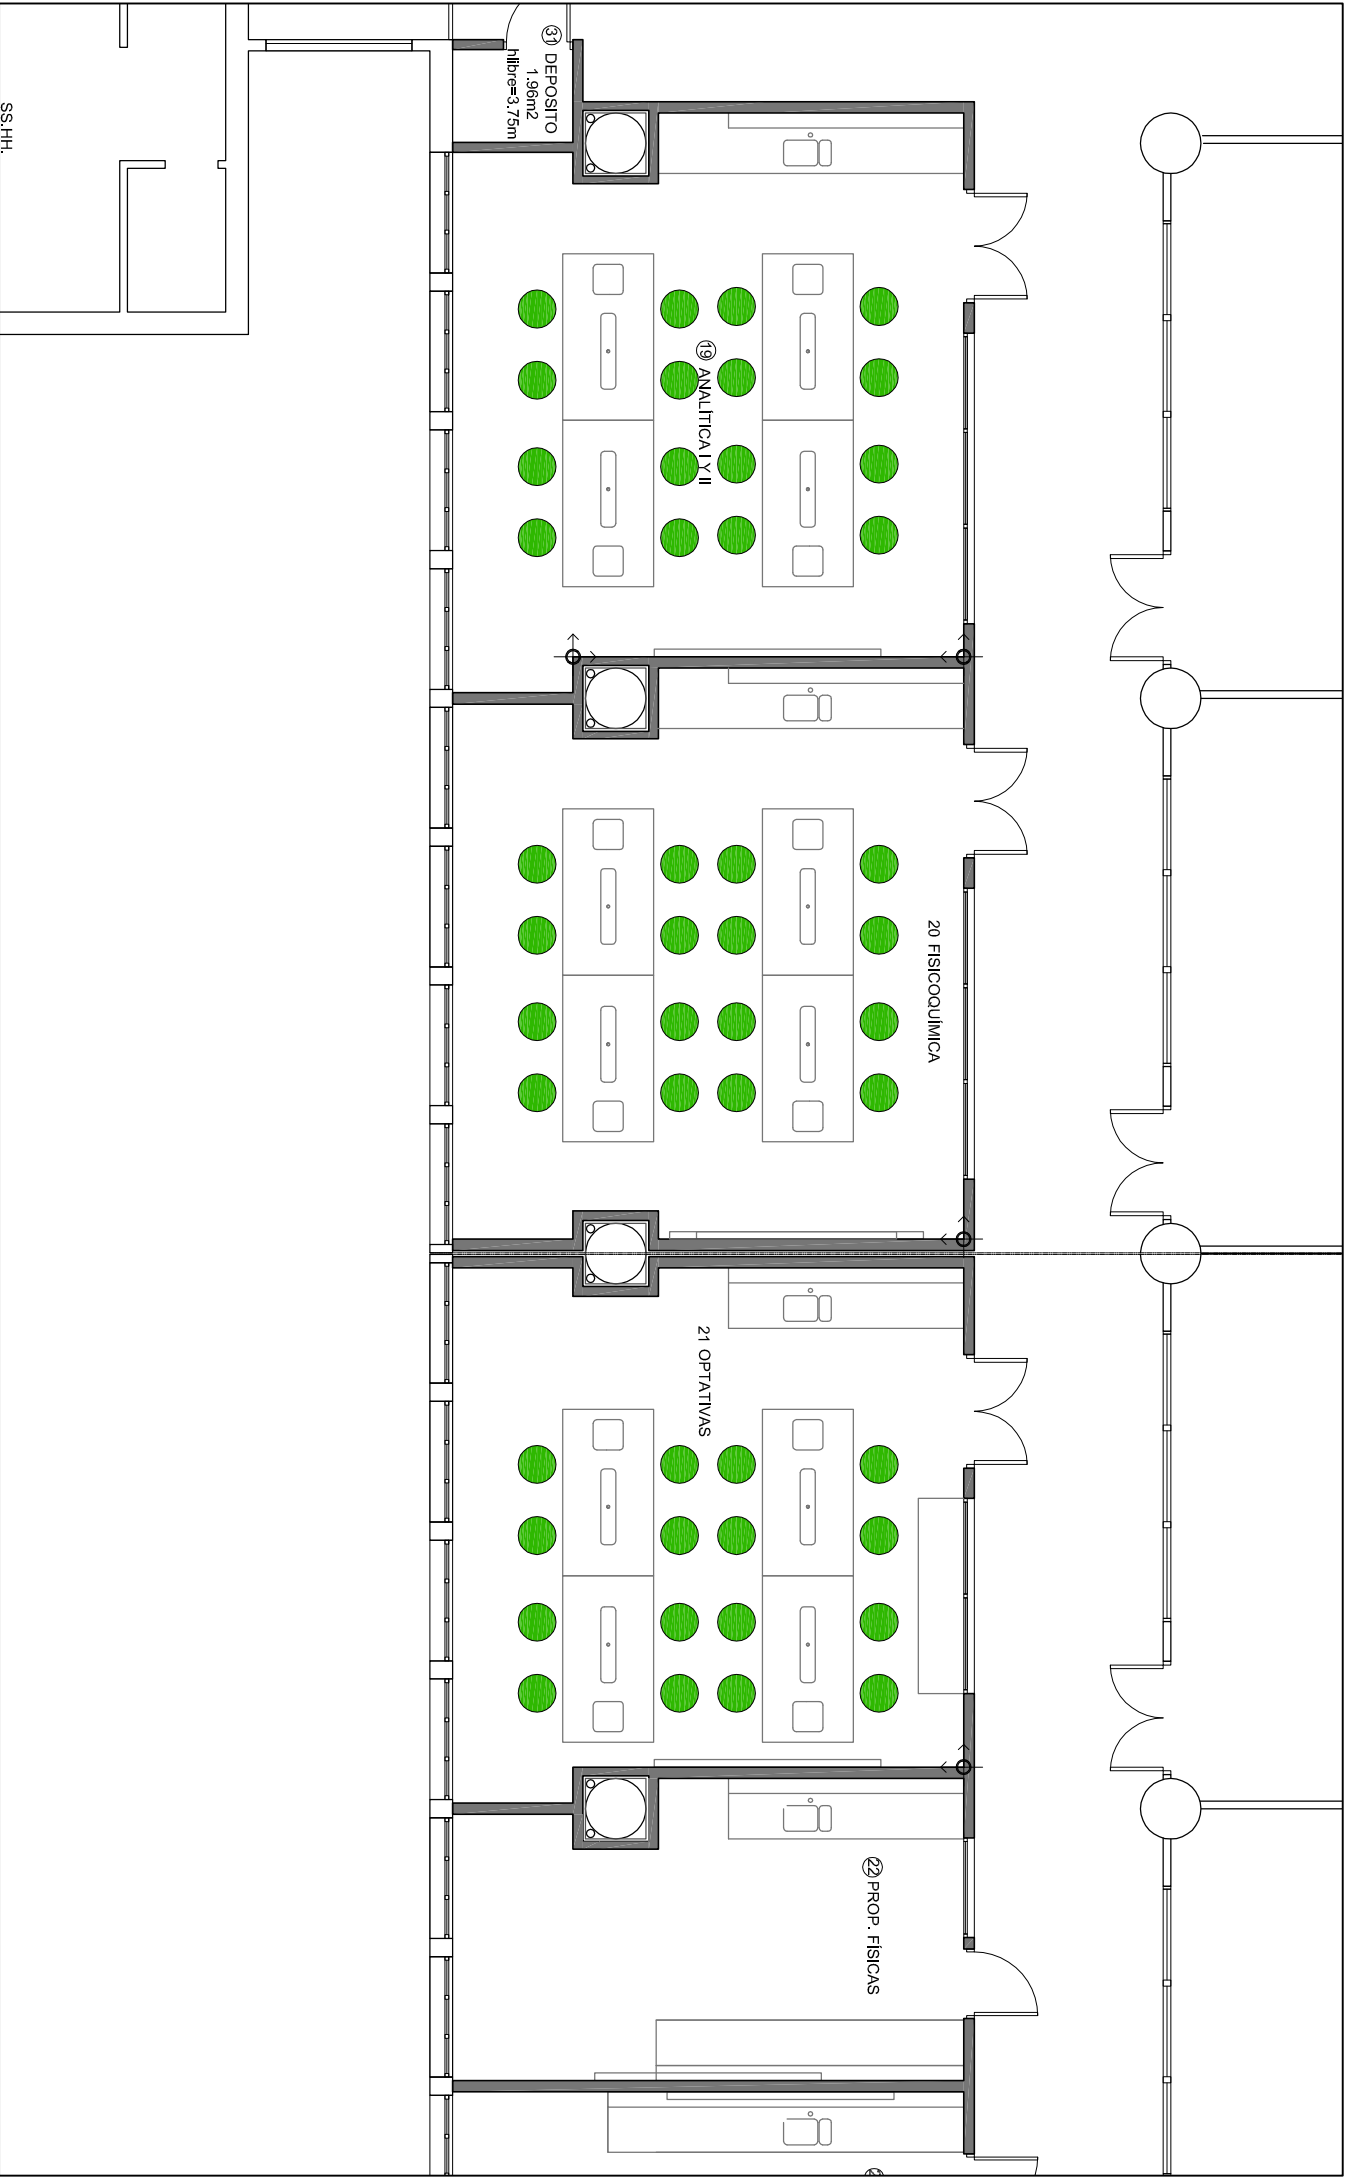 31 DEPOSITO
1.96m2
hlibre=3.75m
SS.HH.
19 ANALÍTICA I Y II
20 FISICOQUÍMICA
21 OPTATIVAS
22 PROP. FÍSICAS